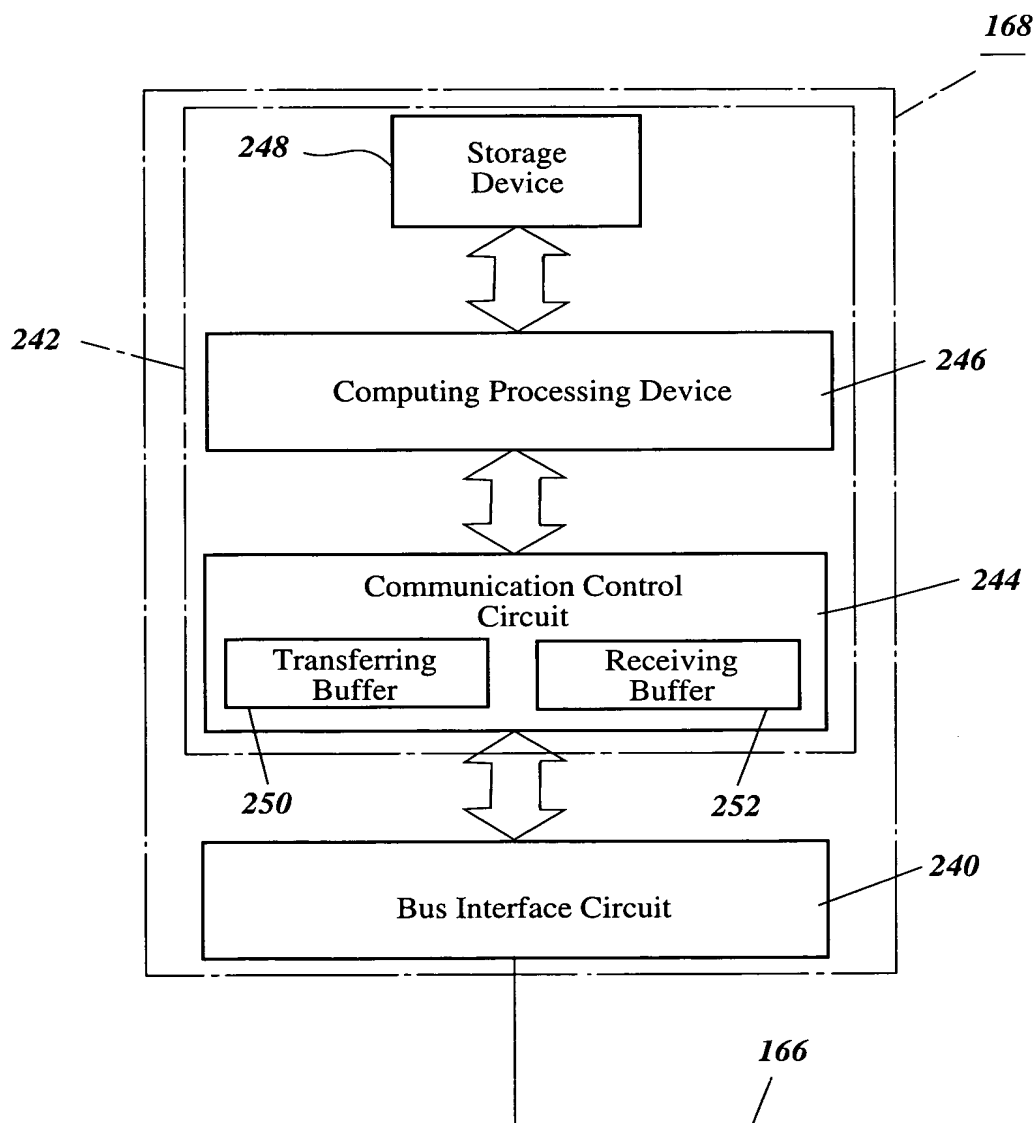 168
248
Storage
Device
242
246
Computing Processing Device
244
Communication Control
Circuit
Transferring
Buffer
Receiving
Buffer
250
252
240
Bus Interface Circuit
166